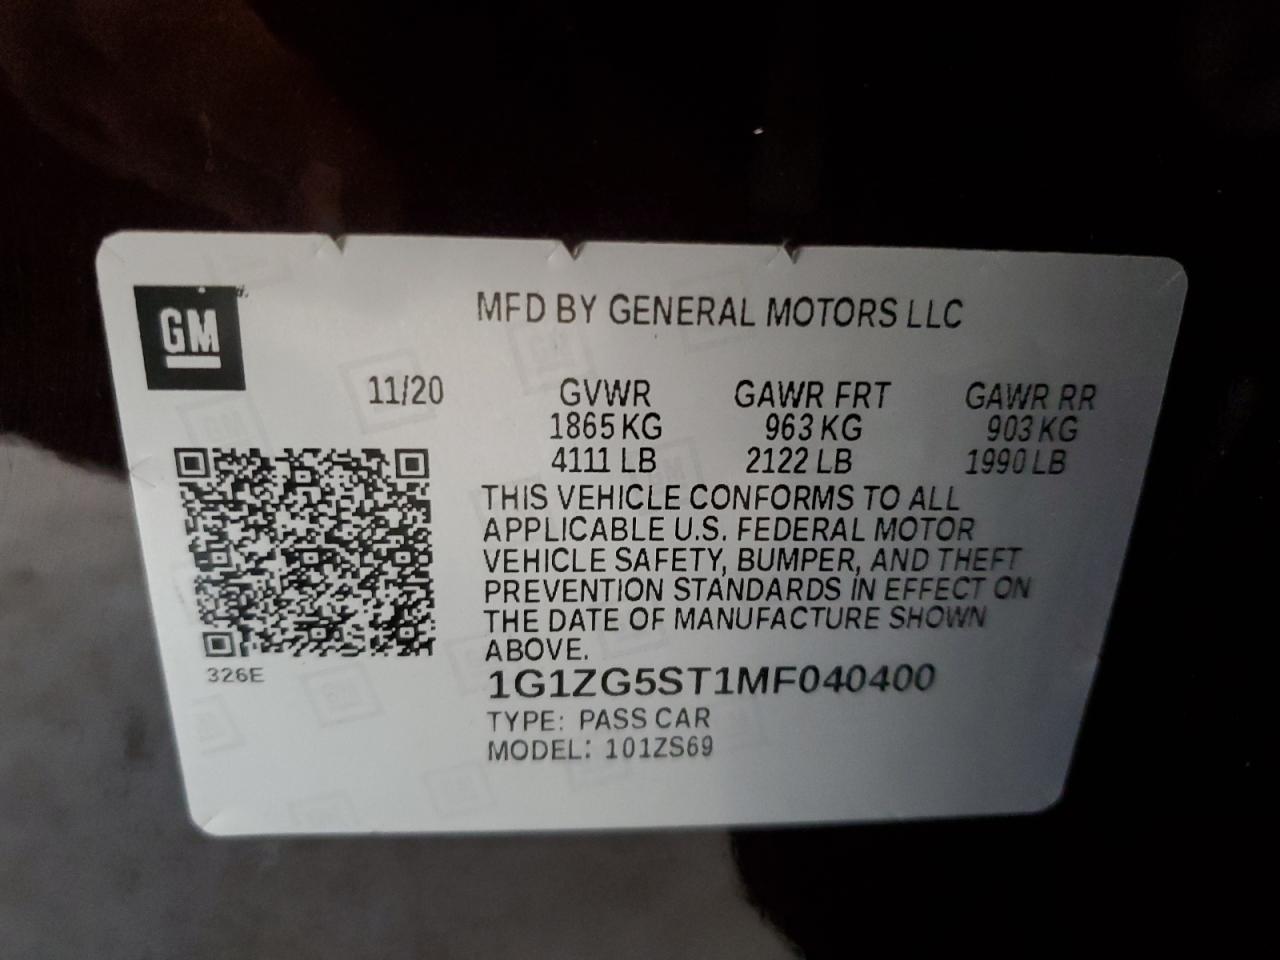 GM
MFD BY GENERAL MOTORS LLC
11/20 GVWR GAWR FRT GAWR RR
1865 KG 963 KG 903 KG
4111 LB 2122 LB 1990 LB
THIS VEHICLE CONFORMS TO ALL
APPLICABLE U.S. FEDERAL MOTOR
VEHICLE SAFETY, BUMPER, AND THEFT
PREVENTION STANDARDS IN EFFECT ON
THE DATE OF MANUFACTURE SHOWN
ABOVE.
326E
1G1ZG5ST1MF040400
TYPE: PASS CAR
MODEL: 101ZS69